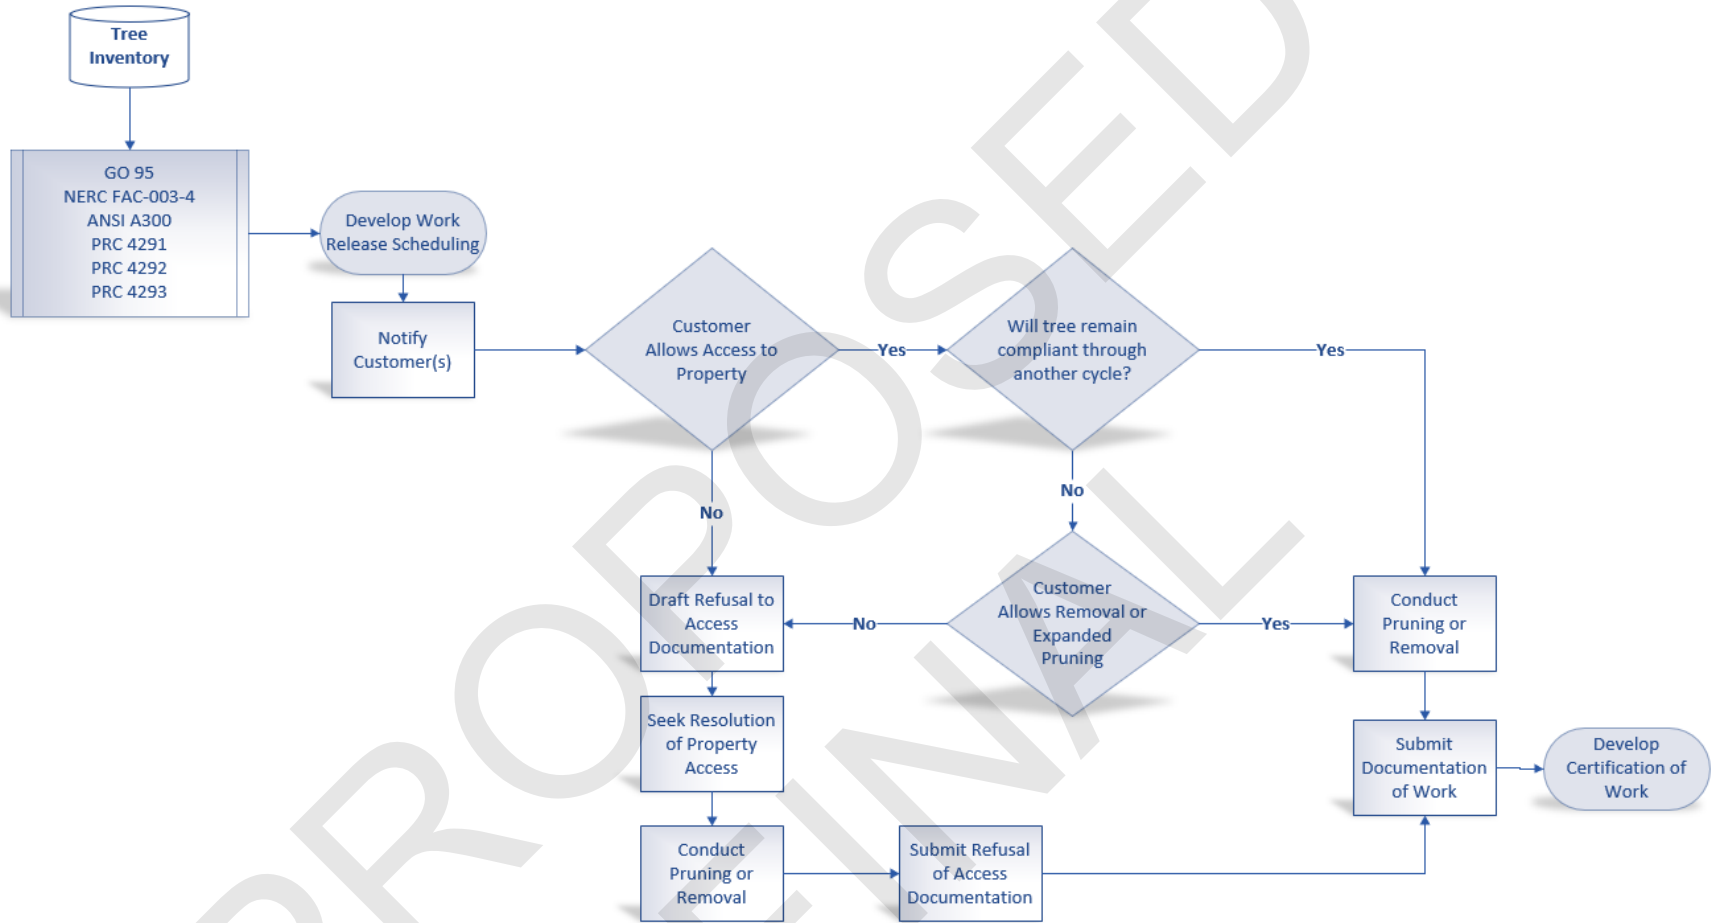 Tree
Inventory
GO 95
NERC FAC-003-4
ANSI A300
PRC 4291
PRC 4292
PRC 4293
Develop Work
Release Scheduling
Notify
Customer(s)
Customer
Allows Access to
Property
Yes
Will tree remain
compliant through
another cycle?
Yes
No
No
Customer
Allows Removal or
Expanded
Pruning
No
Yes
Draft Refusal to
Access
Documentation
Conduct
Pruning or
Removal
Seek Resolution
of Property
Access
Submit
Documentation
of Work
Develop
Certification of
Work
Conduct
Pruning or
Removal
Submit Refusal
of Access
Documentation
PROPOSED
FINAL